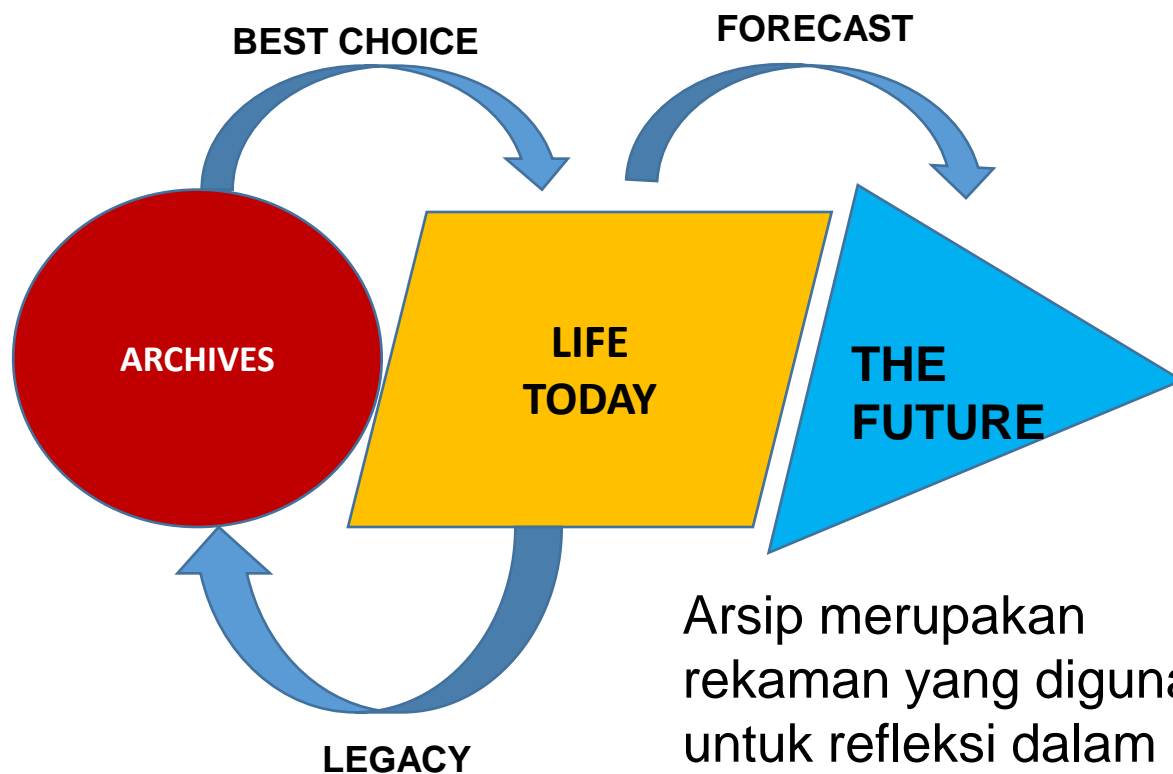 BEST CHOICE
FORECAST
ARCHIVES
LIFE
TODAY
THE
FUTURE
Arsip merupakan
rekaman yang diguna
untuk refleksi dalam
LEGACY